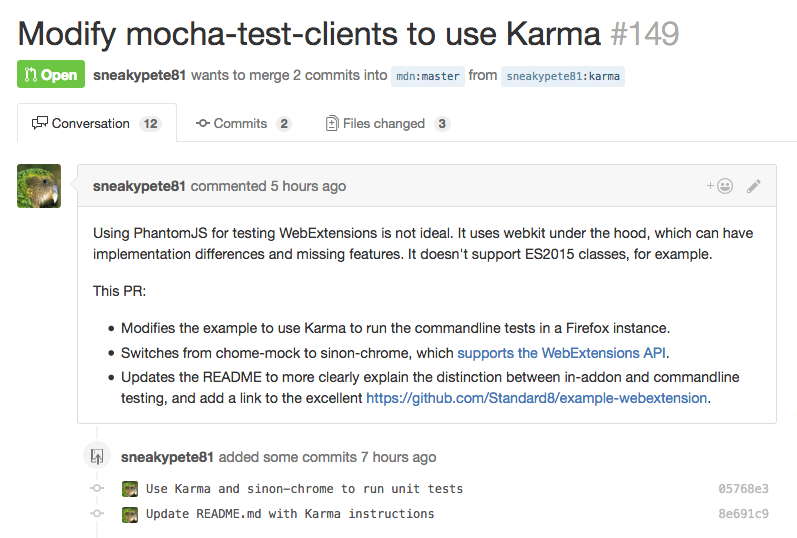 Modify mocha-test-clients to use Karma #149
Open sneakypete81 wants to merge 2 commits into mdn:master from sneakypete81:karma
Conversation 12 Commits 2 Files changed 3
sneakypete81 commented 5 hours ago
Using PhantomJS for testing WebExtensions is not ideal. It uses webkit under the hood, which can have
implementation differences and missing features. It doesn't support ES2015 classes, for example.
This PR:
• Modifies the example to use Karma to run the commandline tests in a Firefox instance.
• Switches from chome-mock to sinon-chrome, which supports the WebExtensions API.
• Updates the README to more clearly explain the distinction between in-addon and commandline
testing, and add a link to the excellent https://github.com/Standard8/example-webextension.
sneakypete81 added some commits 7 hours ago
Use Karma and sinon-chrome to run unit tests 05768e3
Update README.md with Karma instructions 8e691c9